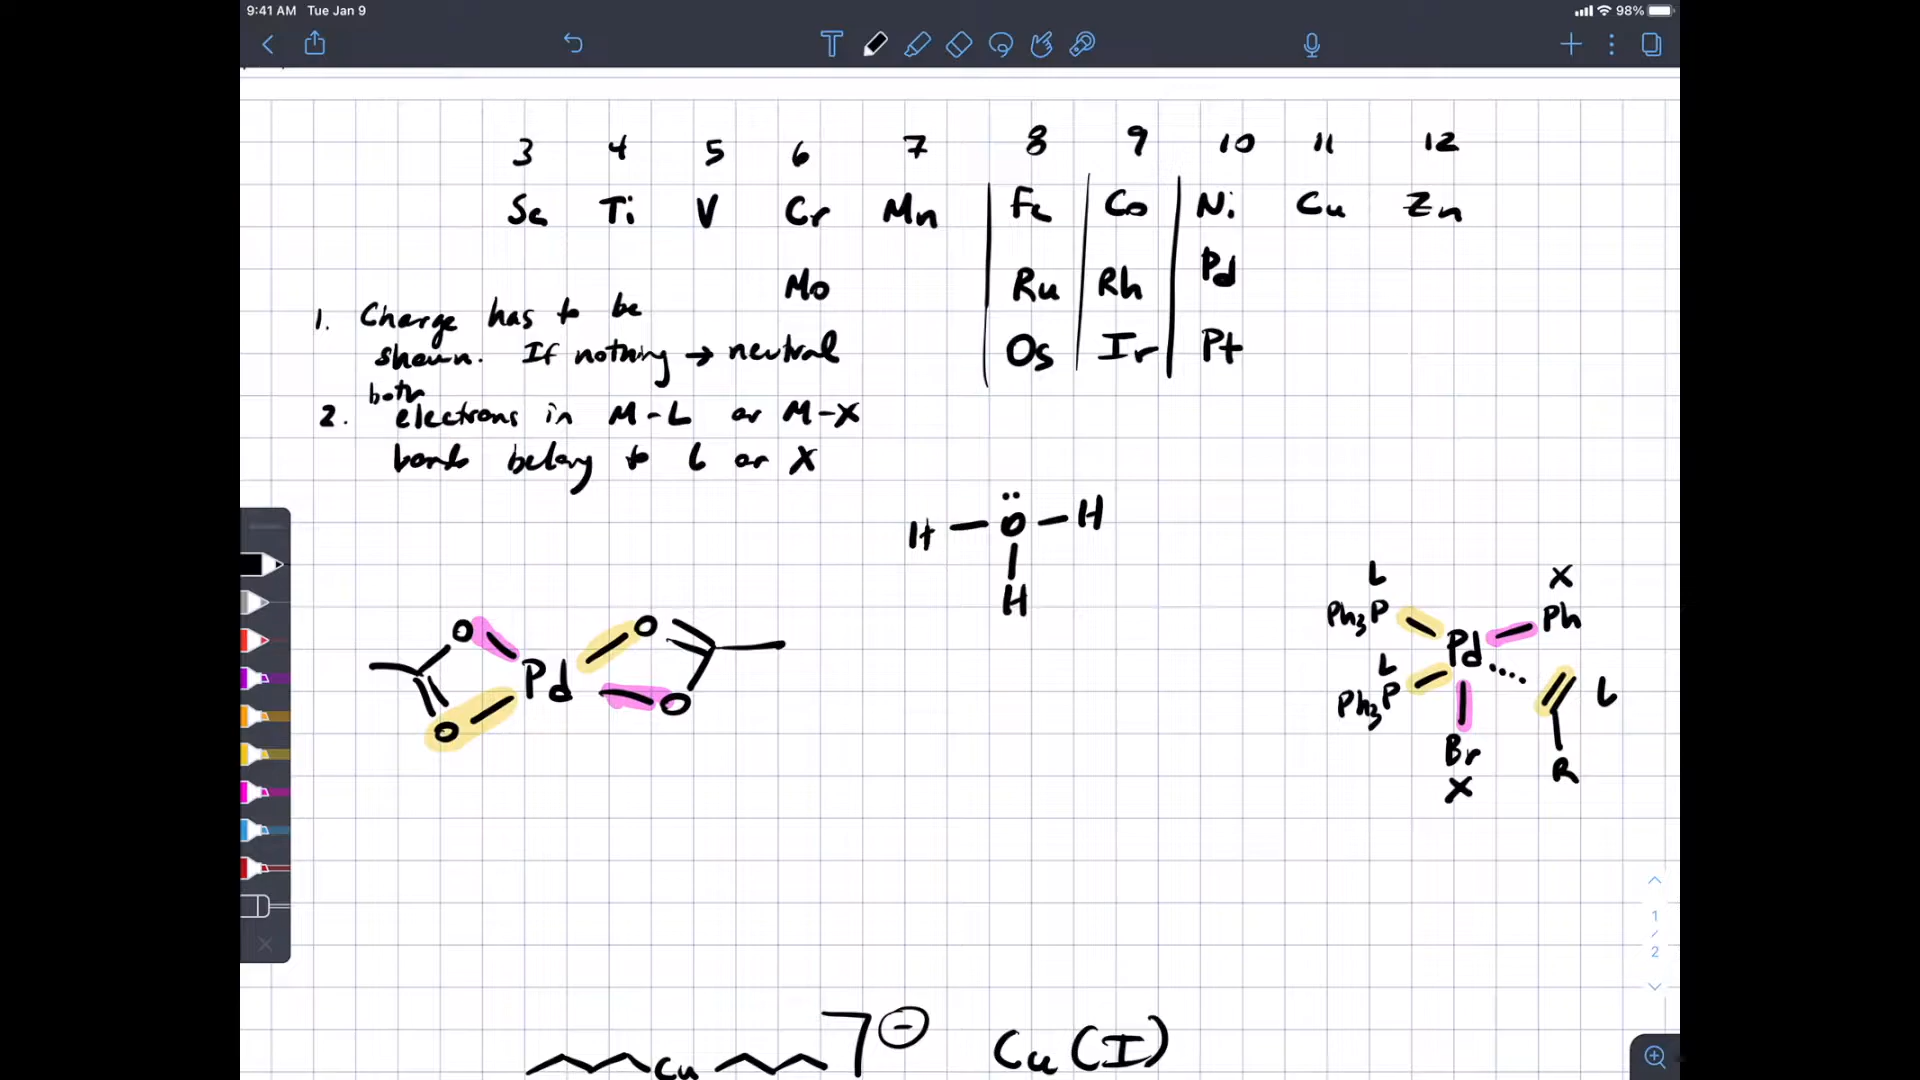 9:41 AM Tue Jan 9
98%
3 4 5 6 7 8 9 10 11 12
Sc Ti V Cr Mn Fe Co Ni Cu Zn
Mo Ru Rh Pd
Os Ir Pt
1. Charge has to be
shown. If nothing → neutral
both
2. electrons in M-L or M-X
bonds belong to L or X
H O H
H
L X
Ph3P Pd Ph
L
Ph3P L
Br R
X
O Pd O
O O
1
/
2
Cu ⊖ Cu (I)